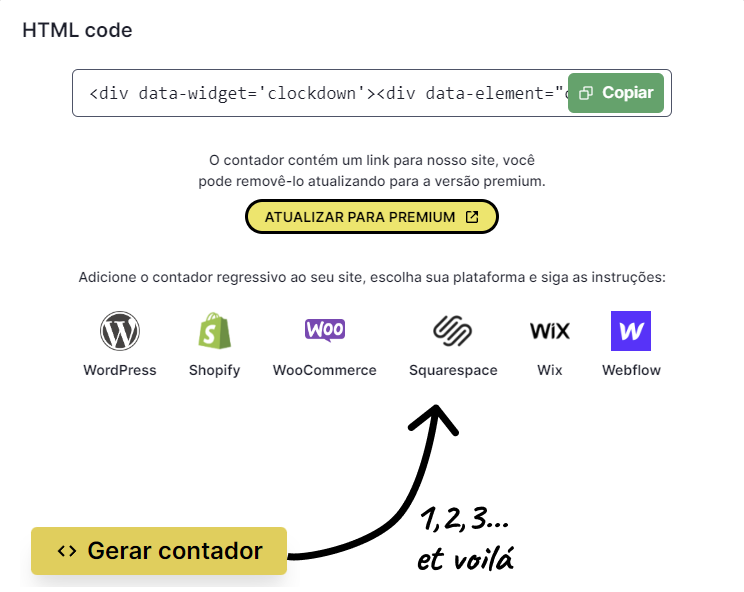 HTML code
<div data-widget='clockdown'><div data-element="
Copiar
O contador contém um link para nosso site, você
pode removê-lo atualizando para a versão premium.
ATUALIZAR PARA PREMIUM
Adicione o contador regressivo ao seu site, escolha sua plataforma e siga as instruções:
W S WOO WiX W
WordPress Shopify WooCommerce Squarespace Wix Webflow
1,2,3...
et voilá
<> Gerar contador